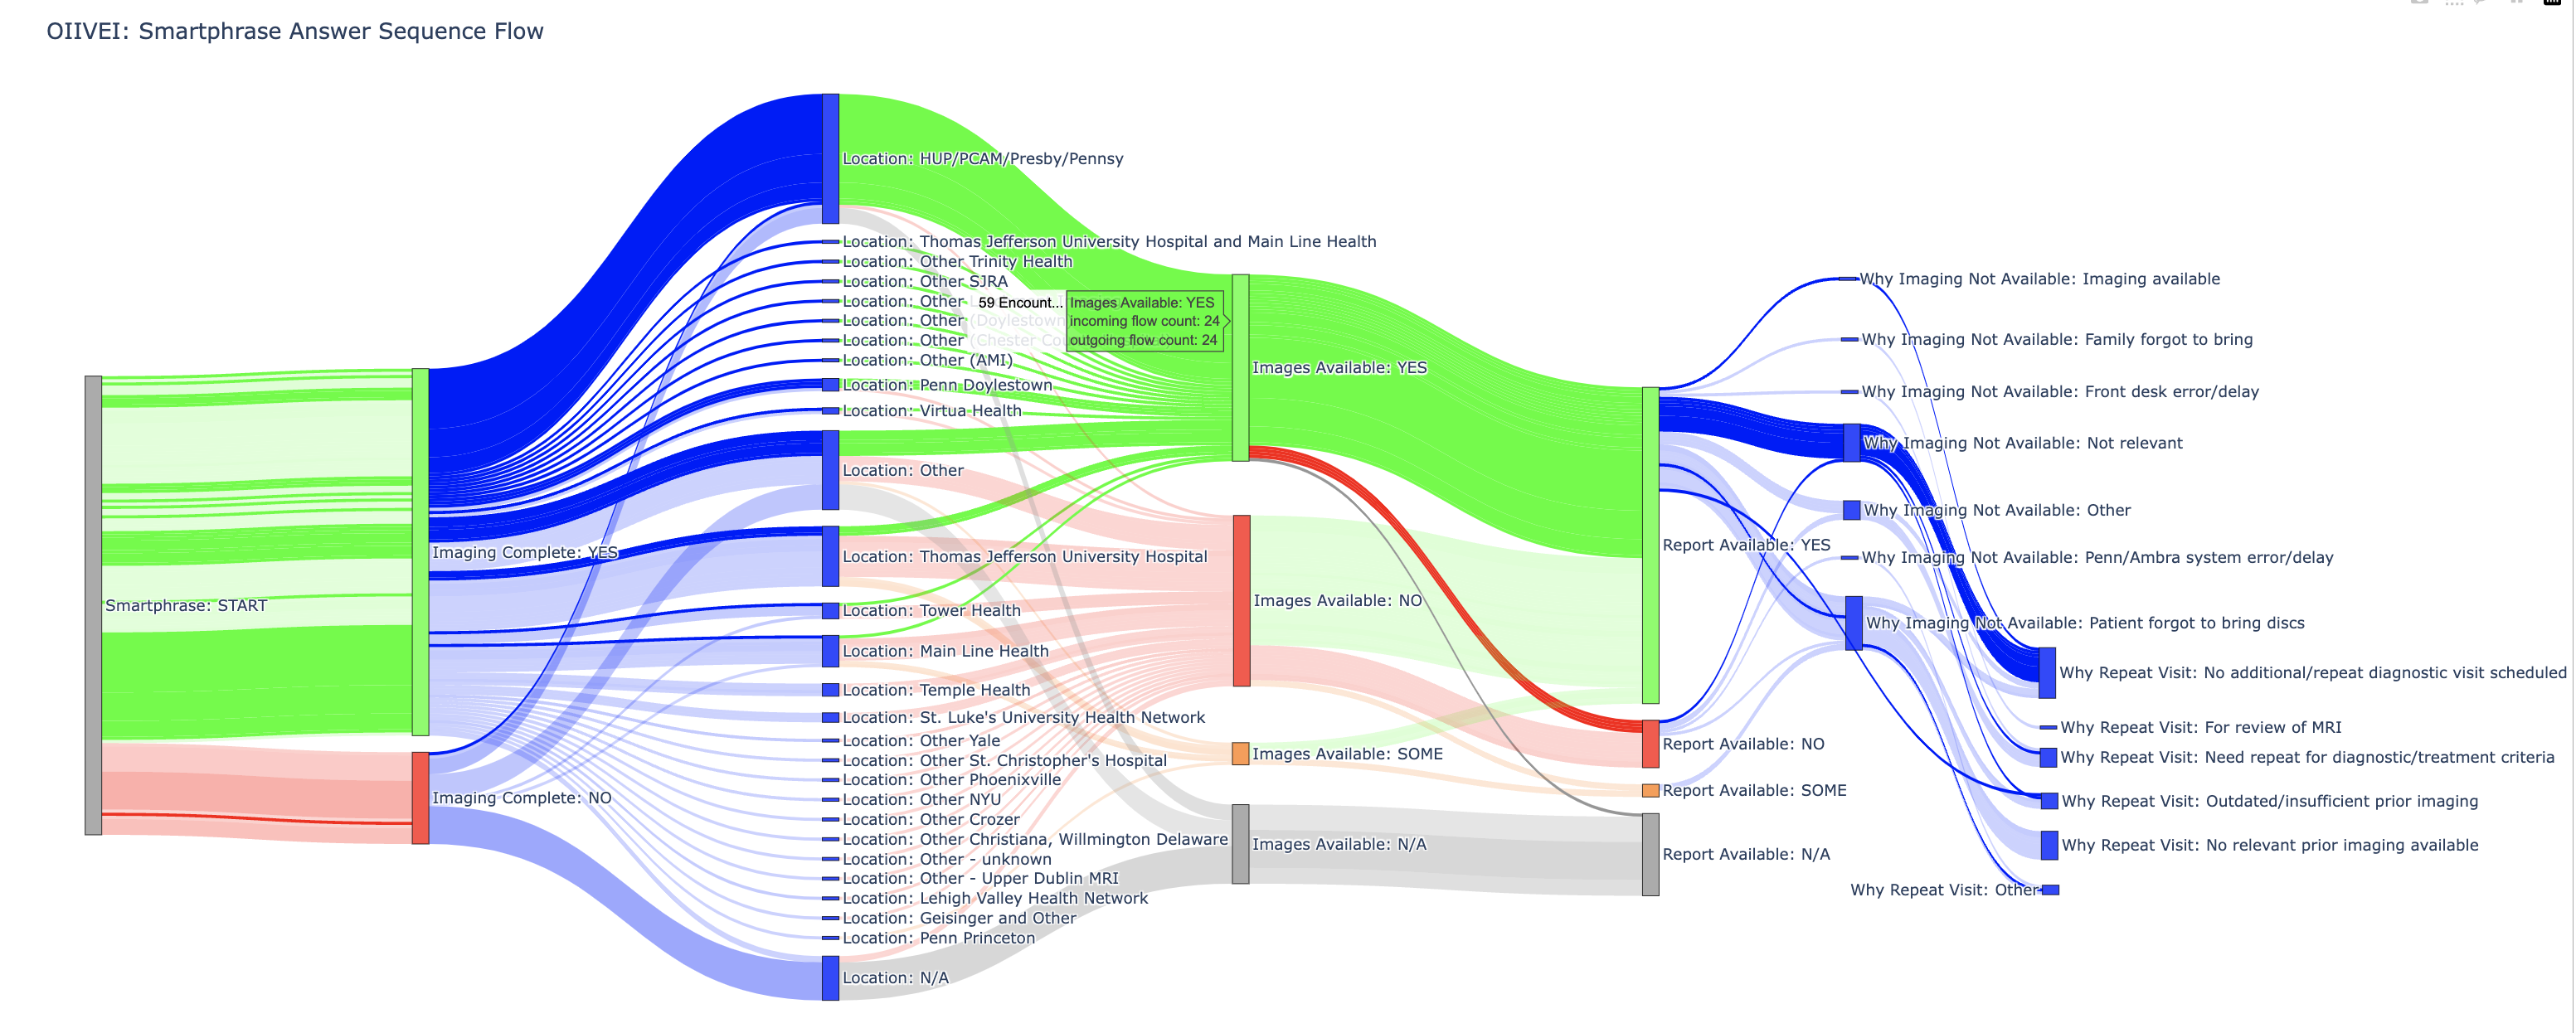 OIIVEI: Smartphrase Answer Sequence Flow
Smartphrase: START
Imaging Complete: YES
Imaging Complete: NO
Location: HUP/PCAM/Presby/Pennsy
Location: Thomas Jefferson University Hospital and Main Line Health
Location: Other Trinity Health
Location: Other SJRA
Location: Other
Location: Other (Doylestown
Location: Other (Chester
Location: Other (AMI)
Location: Penn Doylestown
Location: Virtua Health
Location: Other
Location: Thomas Jefferson University Hospital
Location: Tower Health
Location: Main Line Health
Location: Temple Health
Location: St. Luke's University Health Network
Location: Other Yale
Location: Other St. Christopher's Hospital
Location: Other Phoenixville
Location: Other NYU
Location: Other Crozer
Location: Other Christiana, Willmington Delaware
Location: Other - unknown
Location: Other - Upper Dublin MRI
Location: Lehigh Valley Health Network
Location: Geisinger and Other
Location: Penn Princeton
Location: N/A
59 Encount...
Images Available: YES
incoming flow count: 24
outgoing flow count: 24
Images Available: YES
Images Available: NO
Images Available: SOME
Images Available: N/A
Report Available: YES
Report Available: NO
Report Available: SOME
Report Available: N/A
Why Imaging Not Available: Imaging available
Why Imaging Not Available: Family forgot to bring
Why Imaging Not Available: Front desk error/delay
Why Imaging Not Available: Not relevant
Why Imaging Not Available: Other
Why Imaging Not Available: Penn/Ambra system error/delay
Why Imaging Not Available: Patient forgot to bring discs
Why Repeat Visit: No additional/repeat diagnostic visit scheduled
Why Repeat Visit: For review of MRI
Why Repeat Visit: Need repeat for diagnostic/treatment criteria
Why Repeat Visit: Outdated/insufficient prior imaging
Why Repeat Visit: No relevant prior imaging available
Why Repeat Visit: Other